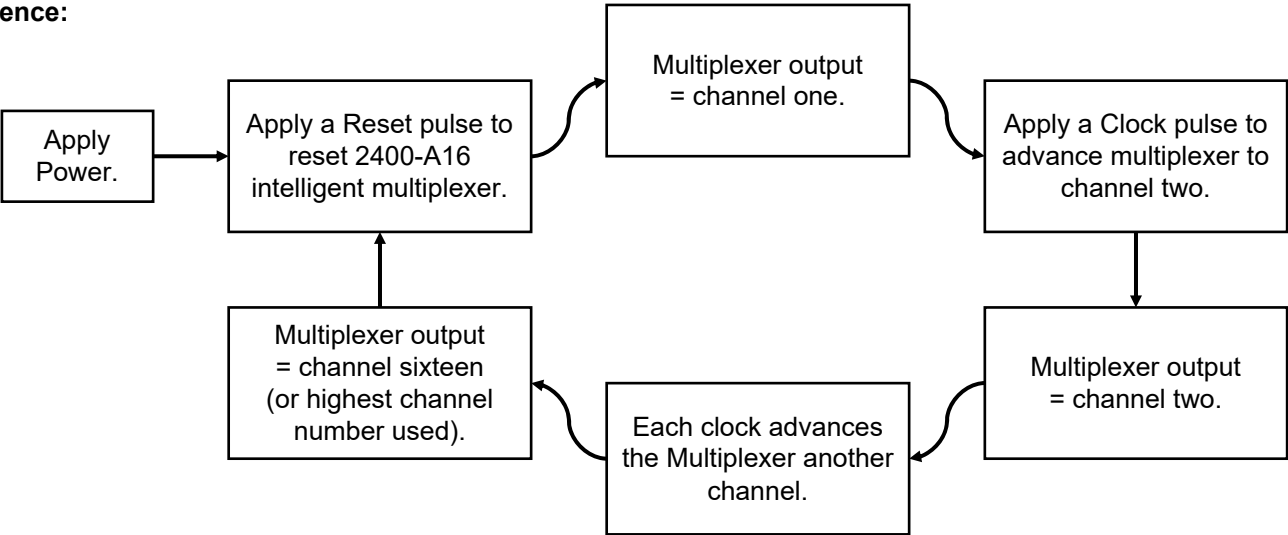 ence:
Apply
Power.
Apply a Reset pulse to
reset 2400-A16
intelligent multiplexer.
Multiplexer output
= channel one.
Apply a Clock pulse to
advance multiplexer to
channel two.
Multiplexer output
= channel two.
Each clock advances
the Multiplexer another
channel.
Multiplexer output
= channel sixteen
(or highest channel
number used).